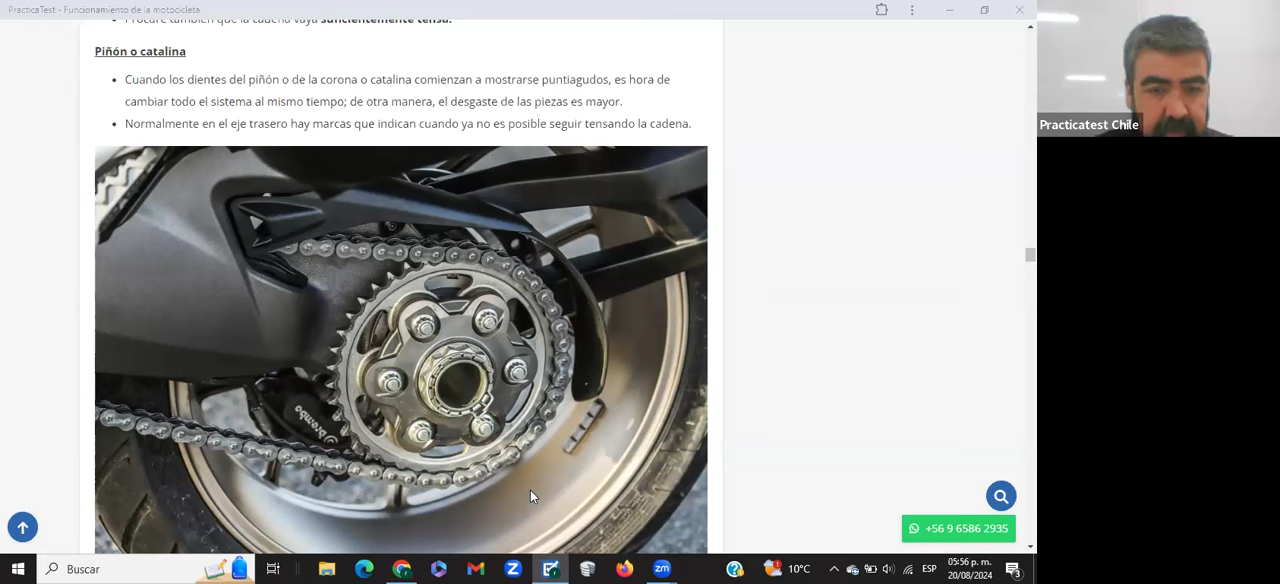 PracticaTest - Funcionamiento de la motocicleta
Procure también que la cadena vaya suficientemente tensa.
Piñón o catalina
Cuando los dientes del piñón o de la corona o catalina comienzan a mostrarse puntiagudos, es hora de
cambiar todo el sistema al mismo tiempo; de otra manera, el desgaste de las piezas es mayor.
Normalmente en el eje trasero hay marcas que indican cuando ya no es posible seguir tensando la cadena.
brembo
Practicatest Chile
+56 9 6586 2935
Buscar
zm
10°C
ESP
05:56 p. m.
20/08/2024
3